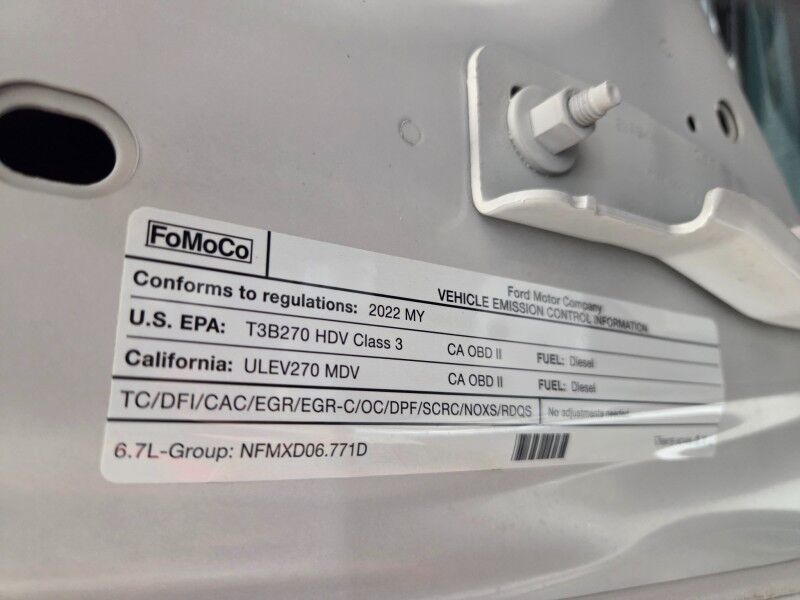 FoMoCo
Ford Motor Company
VEHICLE EMISSION CONTROL INFORMATION
Conforms to regulations: 2022 MY
U.S. EPA: T3B270 HDV Class 3 CA OBD II FUEL: Diesel
California: ULEV270 MDV CA OBD II FUEL: Diesel
TC/DFI/CAC/EGR/EGR-C/OC/DPF/SCRC/NOXS/RDQS No adjustments needed.
6.7L-Group: NFMXD06.771D